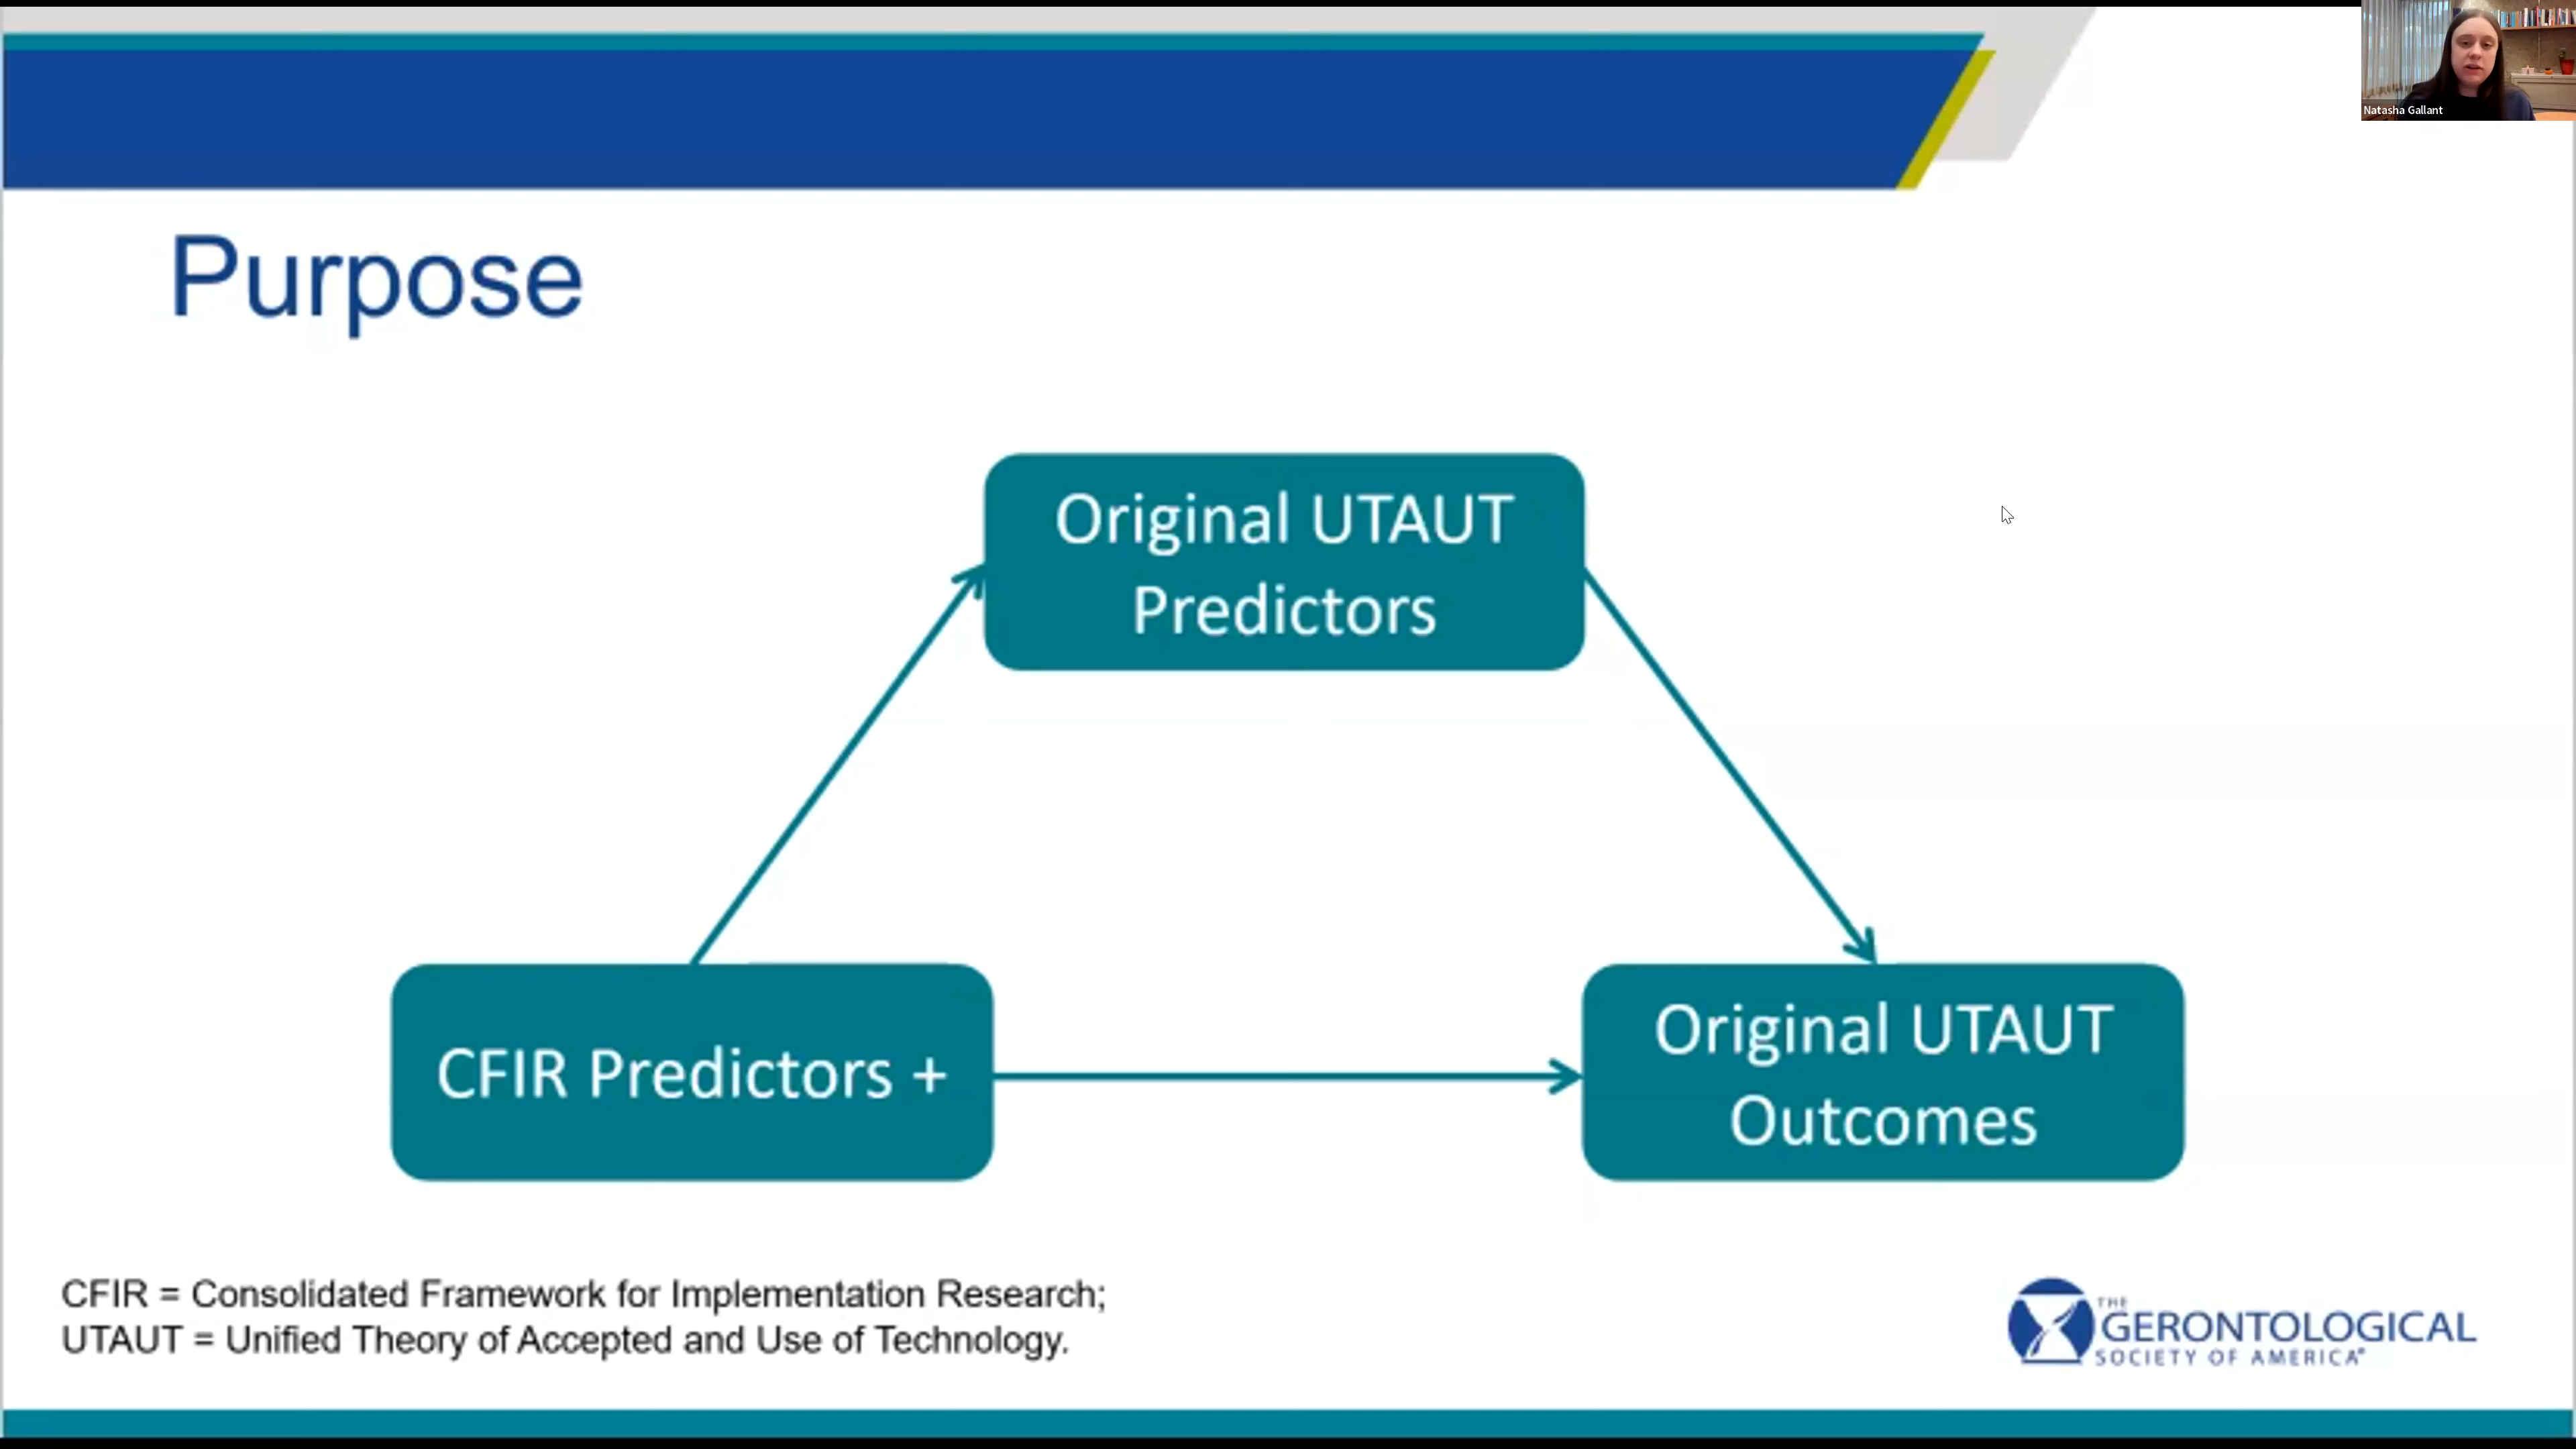 Natasha Gallant
Purpose
Original UTAUT
Predictors
CFIR Predictors +
Original UTAUT
Outcomes
CFIR = Consolidated Framework for Implementation Research;
UTAUT = Unified Theory of Accepted and Use of Technology.
THE
GERONTOLOGICAL
SOCIETY OF AMERICA®